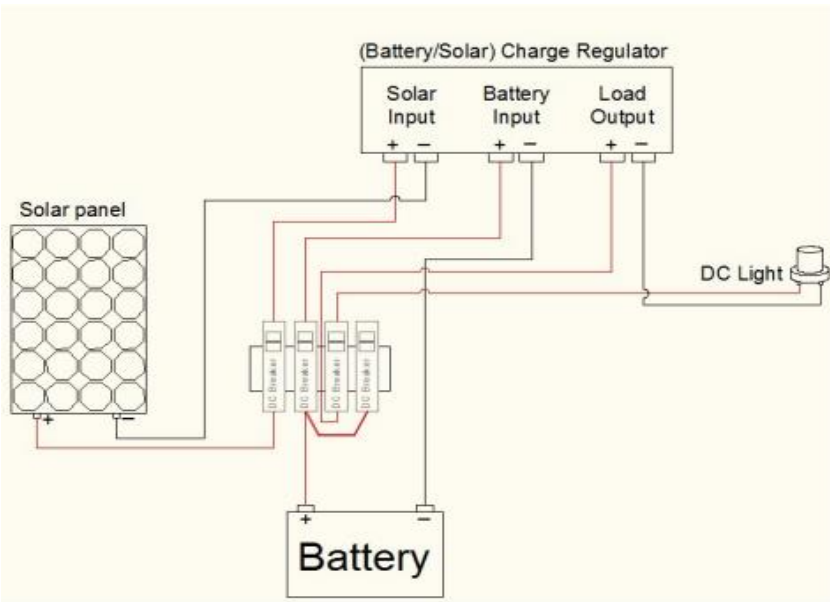 (Battery/Solar) Charge Regulator
Solar Input
Battery Input
Load Output
+ − + − + −
Solar panel
DC Light
DC Breaker
DC Breaker
DC Breaker
DC Breaker
+ −
+ −
Battery